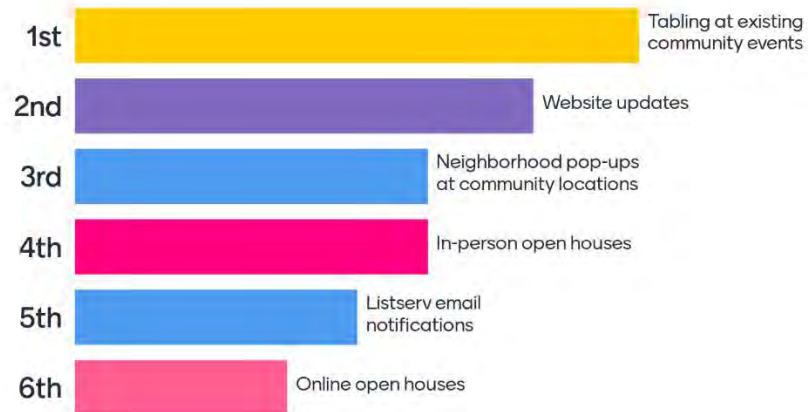 1st
Tabling at existing
community events
2nd
Website updates
3rd
Neighborhood pop-ups
at community locations
4th
In-person open houses
5th
Listserv email
notifications
6th
Online open houses